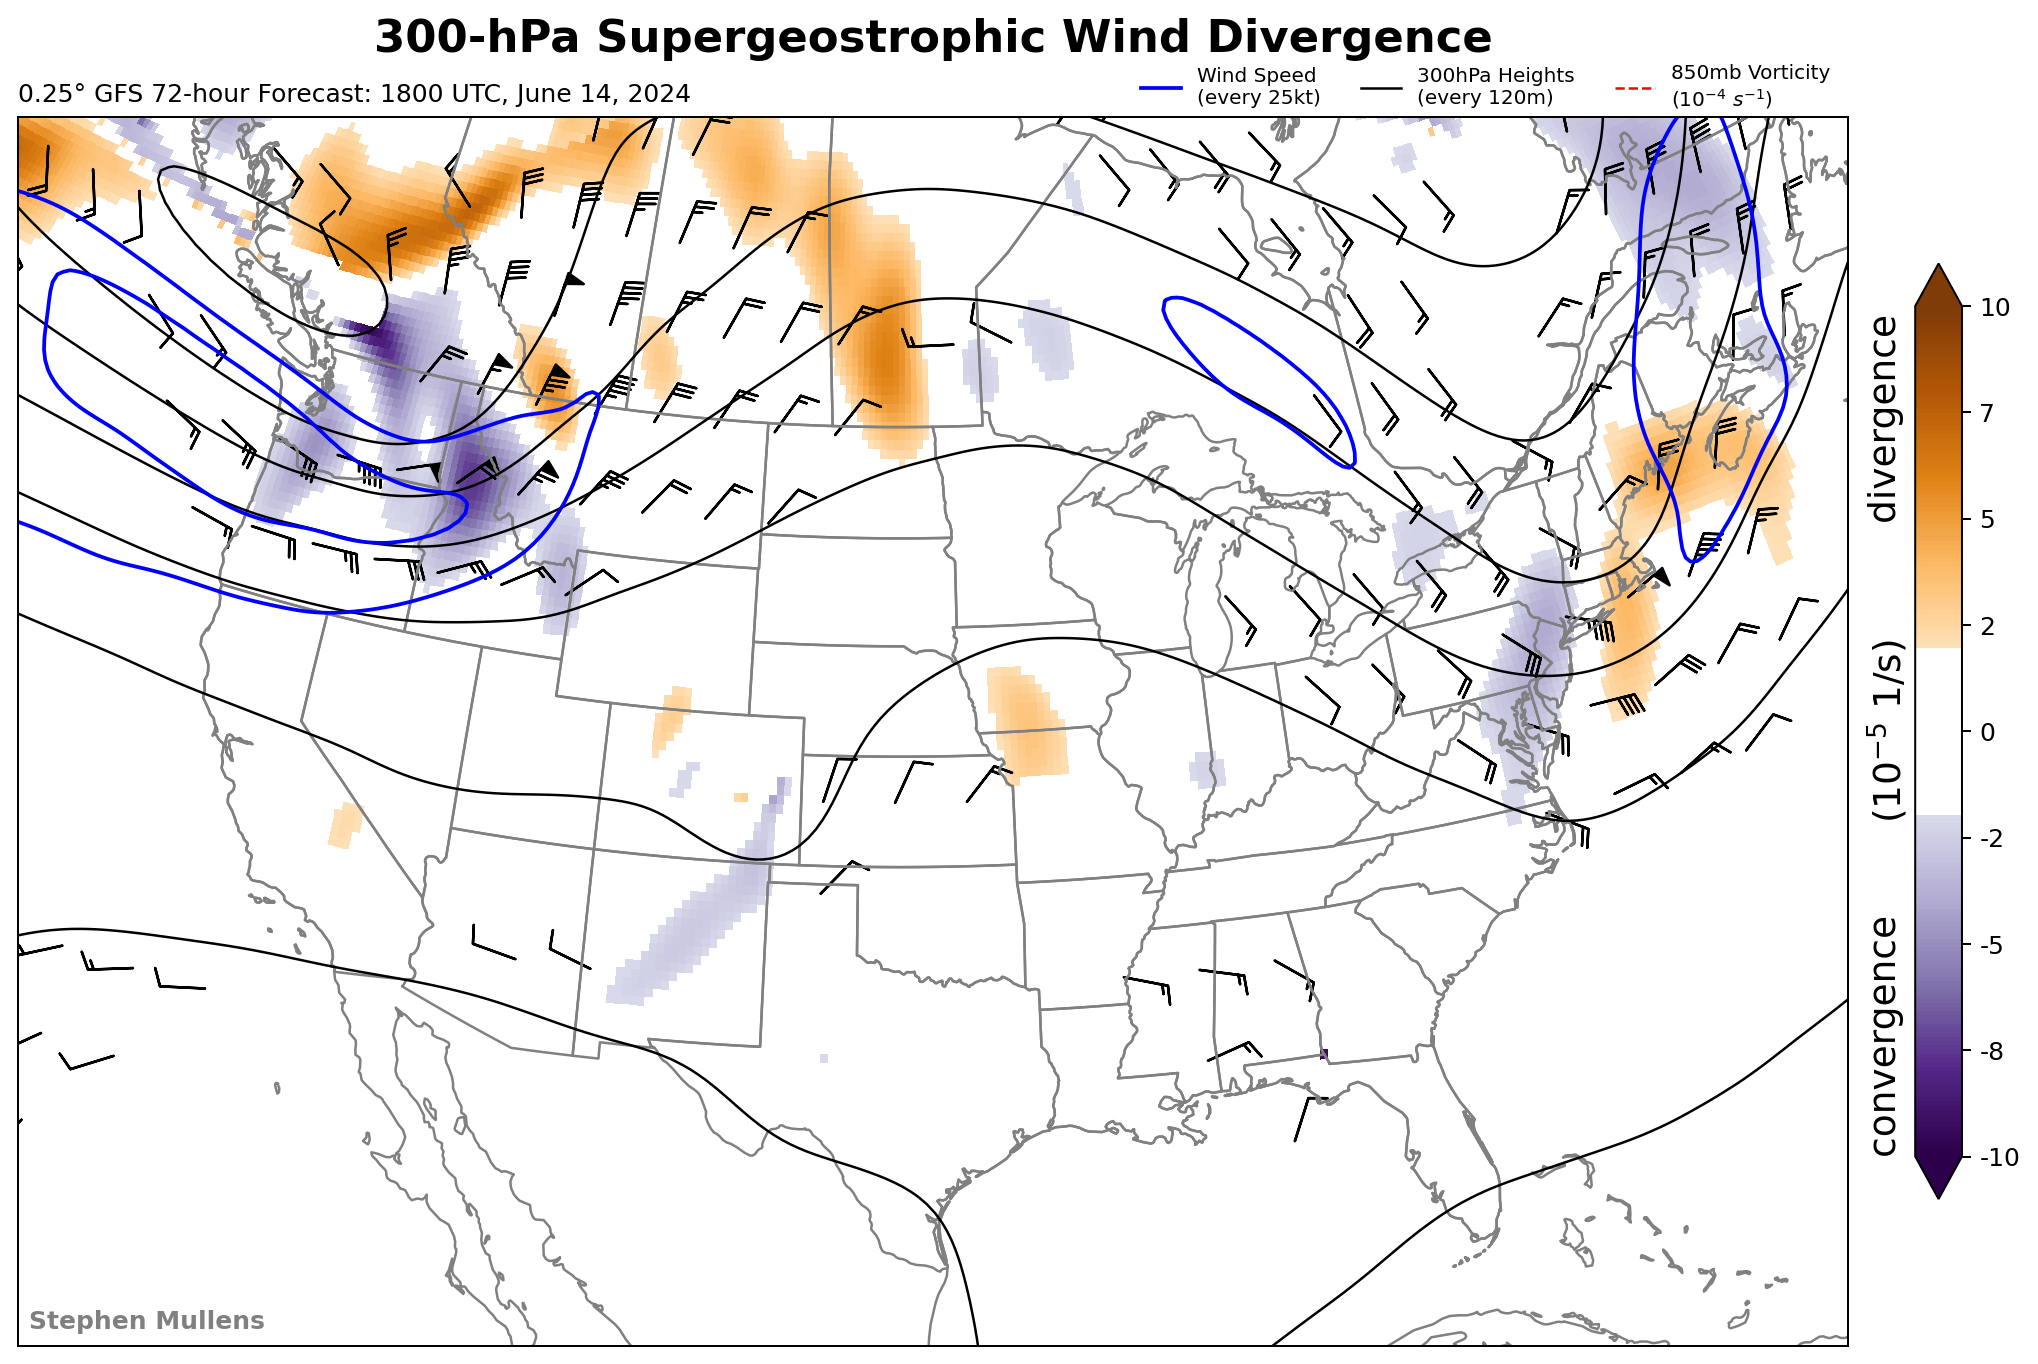 300-hPa Supergeostrophic Wind Divergence
0.25° GFS 72-hour Forecast: 1800 UTC, June 14, 2024
Wind Speed
(every 25kt)
300hPa Heights
(every 120m)
850mb Vorticity
(10⁻⁴ s⁻¹)
10
7
5
2
0
-2
-5
-8
-10
convergence (10⁻⁵ 1/s) divergence
Stephen Mullens